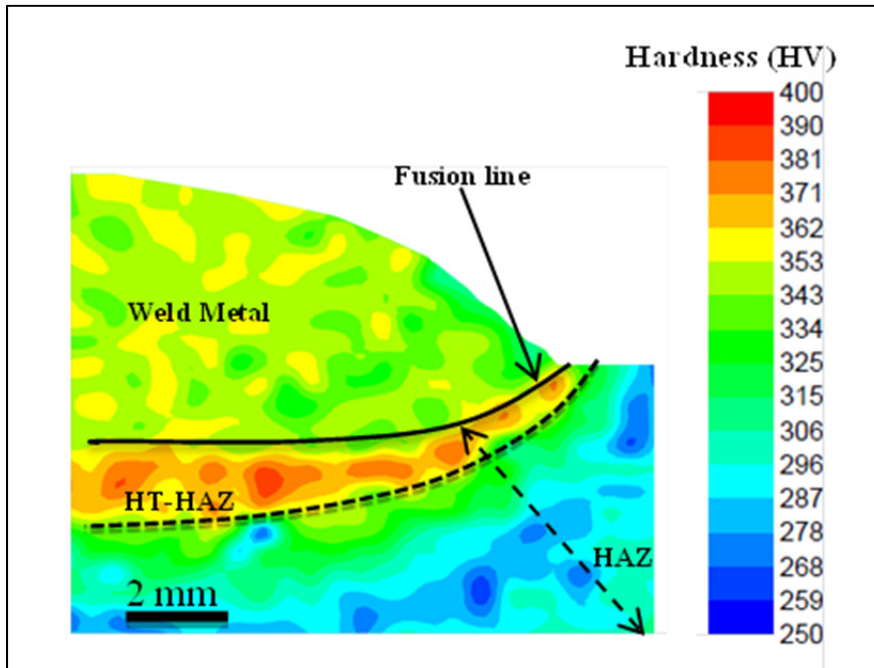 Hardness (HV)
400
390
381
371
362
353
343
334
325
315
306
296
287
278
268
259
250
Fusion line
Weld Metal
HT-HAZ
HAZ
2 mm